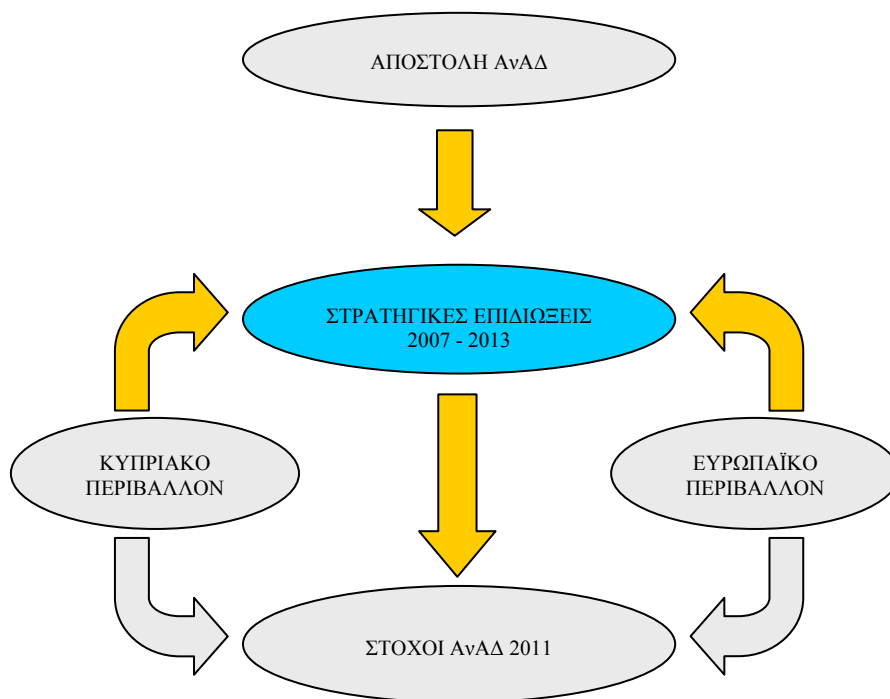 ΑΠΟΣΤΟΛΗ ΑνΑΔ
ΣΤΡΑΤΗΓΙΚΕΣ ΕΠΙΔΙΩΞΕΙΣ
2007 - 2013
ΚΥΠΡΙΑΚΟ
ΠΕΡΙΒΑΛΛΟΝ
ΕΥΡΩΠΑΪΚΟ
ΠΕΡΙΒΑΛΛΟΝ
ΣΤΟΧΟΙ ΑνΑΔ 2011